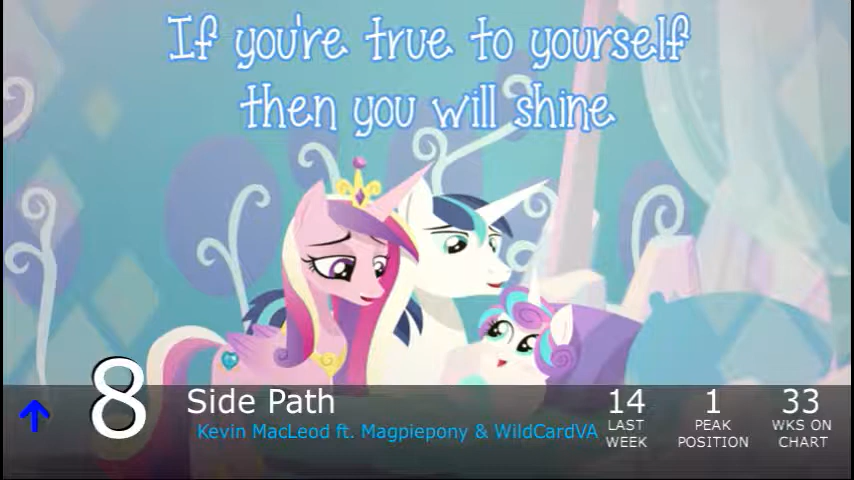 If you're true to yourself
then you will shine
8
Side Path
Kevin MacLeod ft. Magpiepony & WildCardVA
14
LAST
WEEK
1
PEAK
POSITION
33
WKS ON
CHART